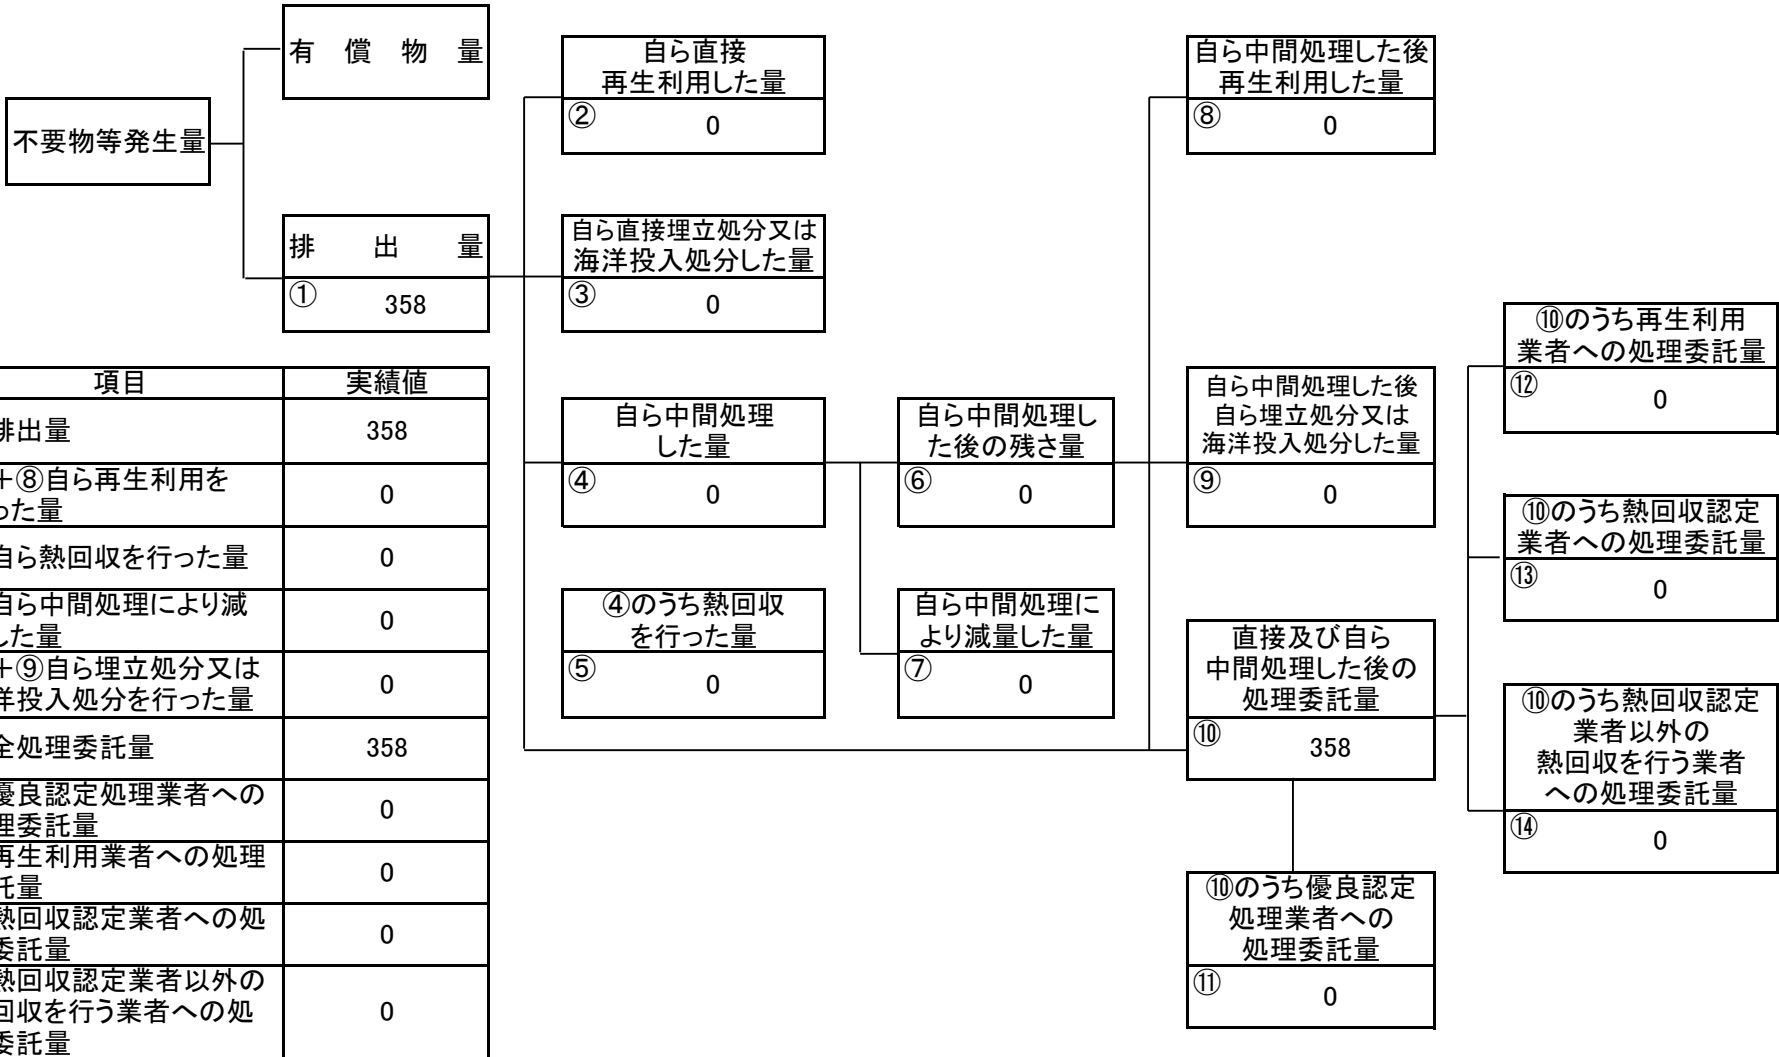 有　償　物　量
不要物等発生量
排　出　量
① 358
自ら直接
再生利用した量
② 0
自ら直接埋立処分又は
海洋投入処分した量
③ 0
自ら中間処理
した量
④ 0
④のうち熱回収
を行った量
⑤ 0
自ら中間処理し
た後の残さ量
⑥ 0
自ら中間処理に
より減量した量
⑦ 0
自ら中間処理した後
再生利用した量
⑧ 0
自ら中間処理した後
自ら埋立処分又は
海洋投入処分した量
⑨ 0
直接及び自ら
中間処理した後の
処理委託量
⑩ 358
⑩のうち優良認定
処理業者への
処理委託量
⑪ 0
⑩のうち再生利用
業者への処理委託量
⑫ 0
⑩のうち熱回収認定
業者への処理委託量
⑬ 0
⑩のうち熱回収認定
業者以外の
熱回収を行う業者
への処理委託量
⑭ 0
項目 実績値
排出量 358
+⑧自ら再生利用を
った量 0
自ら熱回収を行った量 0
自ら中間処理により減
した量 0
+⑨自ら埋立処分又は
洋投入処分を行った量 0
全処理委託量 358
優良認定処理業者への
理委託量 0
再生利用業者への処理
託量 0
熱回収認定業者への処
委託量 0
熱回収認定業者以外の
回収を行う業者への処
委託量 0